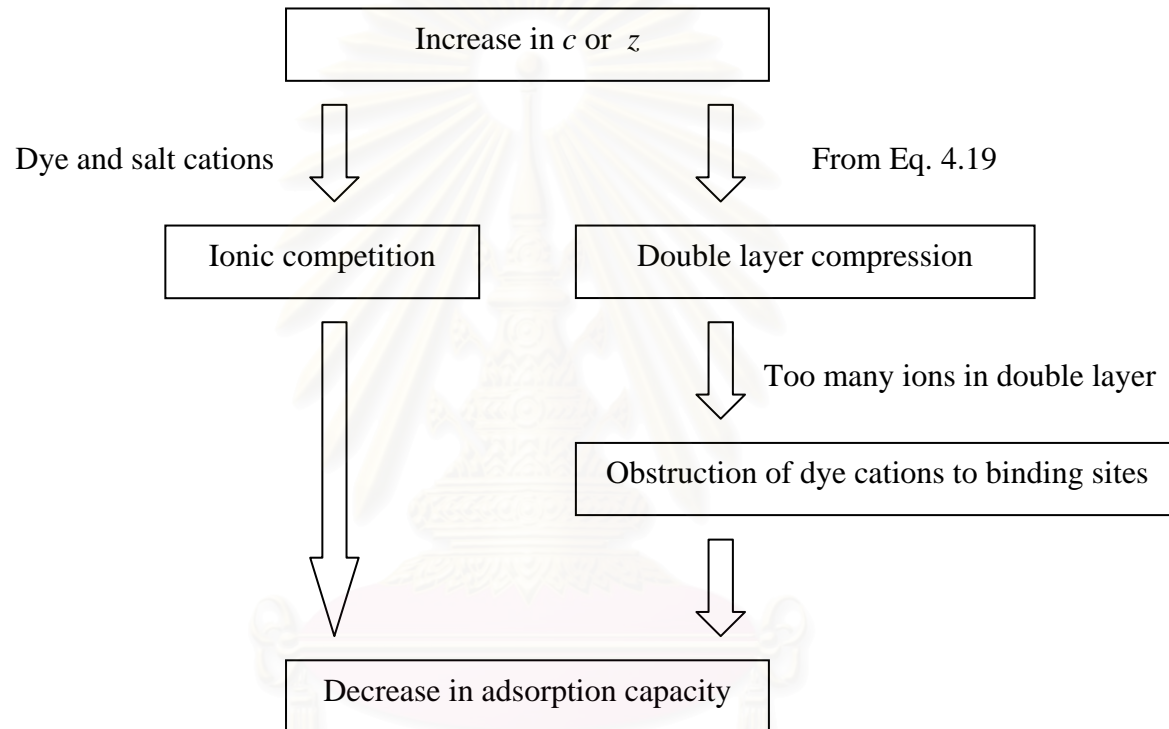 Increase in c or z
Dye and salt cations
From Eq. 4.19
Ionic competition
Double layer compression
Too many ions in double layer
Obstruction of dye cations to binding sites
Decrease in adsorption capacity